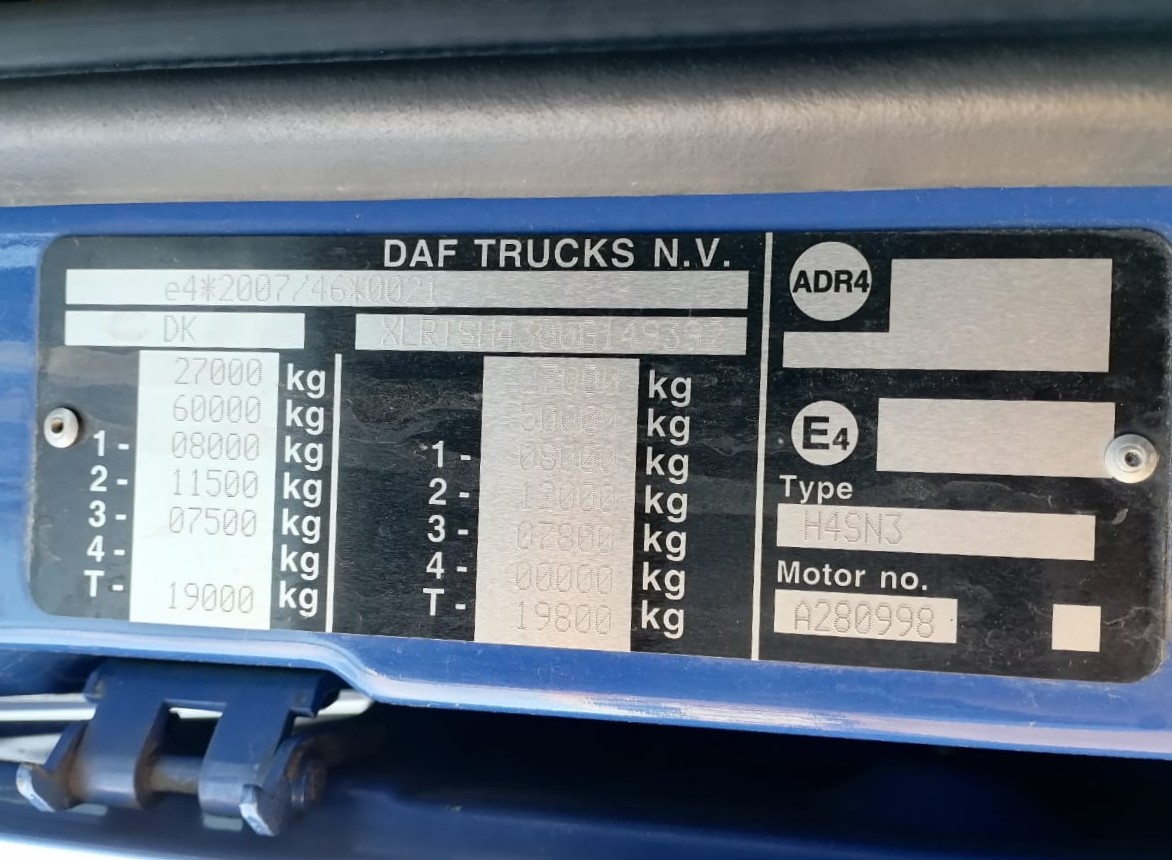 DAF TRUCKS N.V.
e4*2007/46*0021
DK
27000 kg
60000 kg
1- 08000 kg
2- 11500 kg
3- 07500 kg
4- kg
T- 19000 kg
kg
kg
1- kg
2- 12000 kg
3- 07800 kg
4- 00000 kg
T- 19800 kg
ADR4
E4
Type
H4SN3
Motor no.
A280998